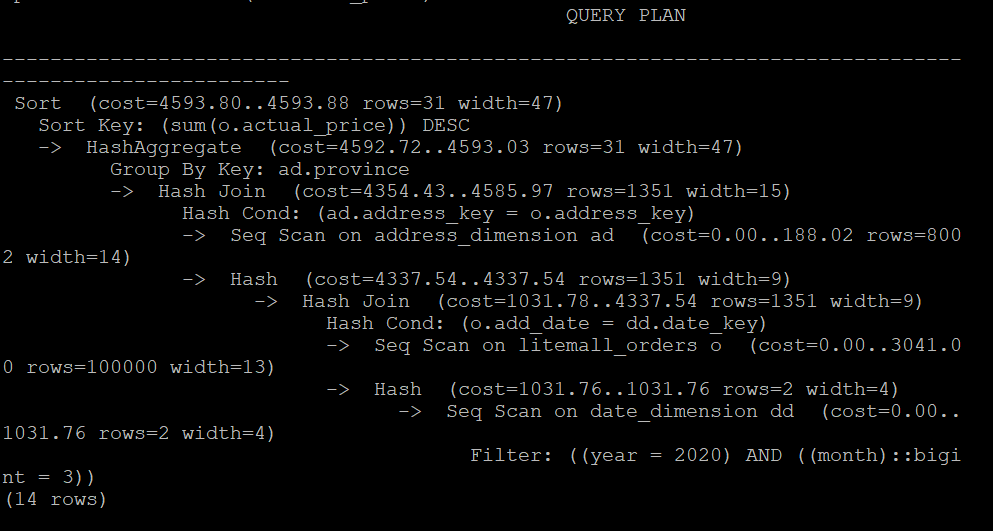 QUERY PLAN
--------------------------------------------------------------------------------
------------------------
Sort  (cost=4593.80..4593.88 rows=31 width=47)
Sort Key: (sum(o.actual_price)) DESC
->  HashAggregate  (cost=4592.72..4593.03 rows=31 width=47)
Group By Key: ad.province
->  Hash Join  (cost=4354.43..4585.97 rows=1351 width=15)
Hash Cond: (ad.address_key = o.address_key)
->  Seq Scan on address_dimension ad  (cost=0.00..188.02 rows=800
2 width=14)
->  Hash  (cost=4337.54..4337.54 rows=1351 width=9)
->  Hash Join  (cost=1031.78..4337.54 rows=1351 width=9)
Hash Cond: (o.add_date = dd.date_key)
->  Seq Scan on litemall_orders o  (cost=0.00..3041.0
0 rows=100000 width=13)
->  Hash  (cost=1031.76..1031.76 rows=2 width=4)
->  Seq Scan on date_dimension dd  (cost=0.00..
1031.76 rows=2 width=4)
Filter: ((year = 2020) AND ((month)::bigi
nt = 3))
(14 rows)